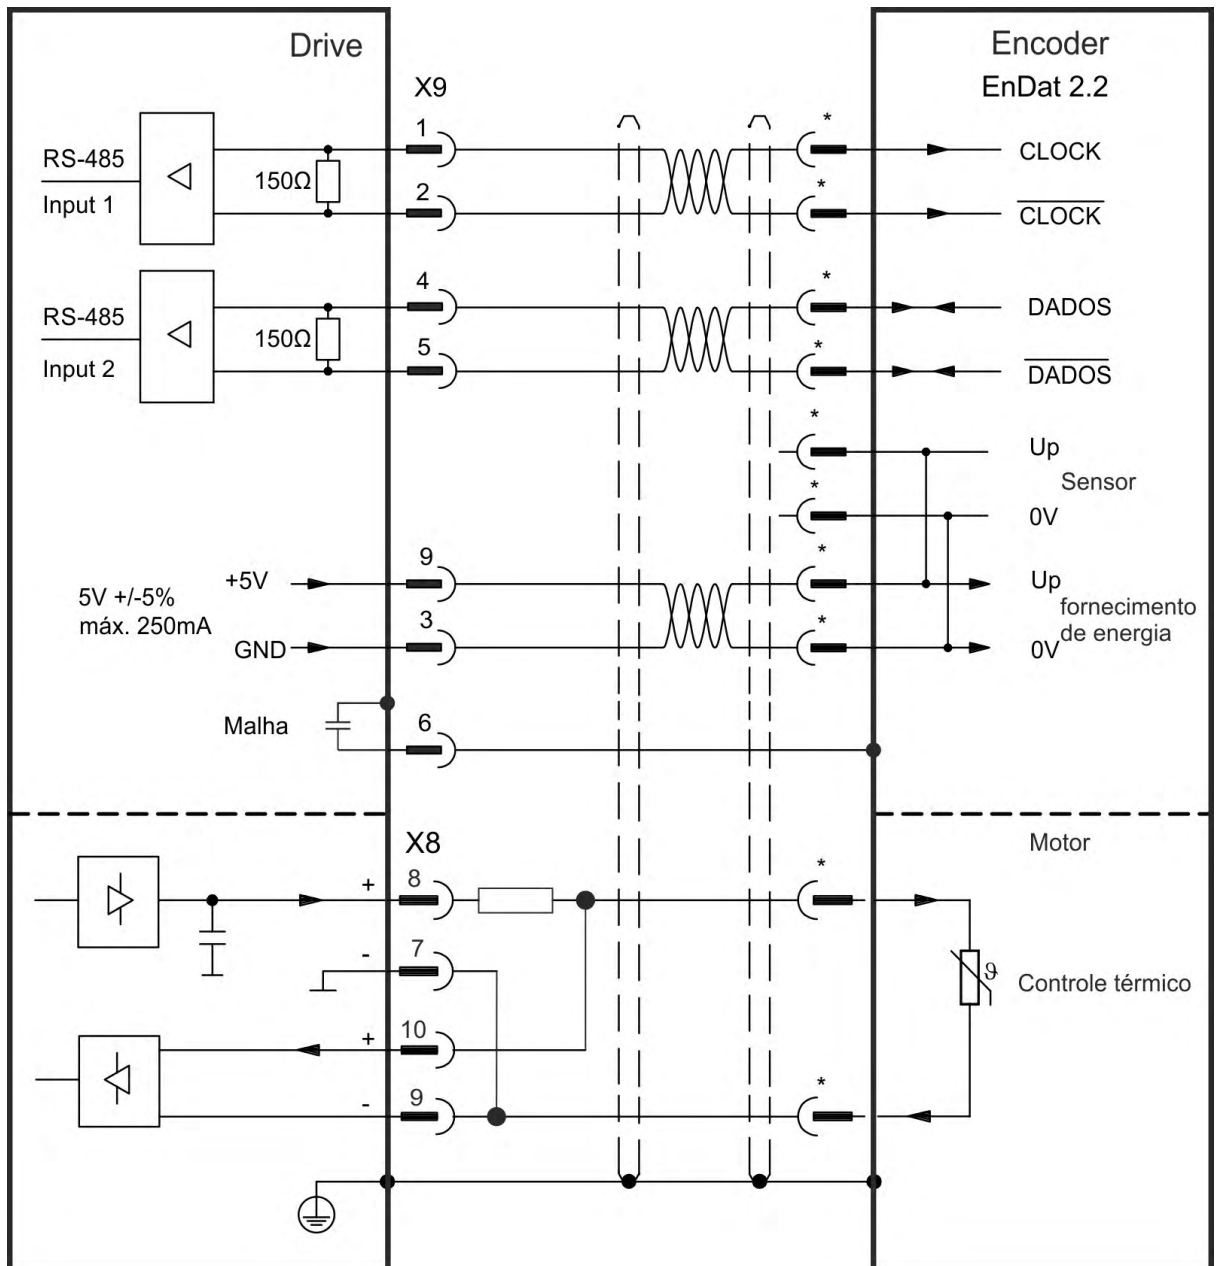 Drive
Encoder
EnDat 2.2
X9
1
*
RS-485
150Ω
CLOCK
2
*
Input 1
CLOCK
4
*
RS-485
150Ω
DADOS
5
*
Input 2
DADOS
*
Up
Sensor
*
0V
9
*
+5V
Up
5V +/-5%
máx. 250mA
fornecimento
de energia
3
*
GND
0V
Malha
6
X8
Motor
+
8
*
-
7
ϑ
Controle térmico
+
10
-
9
*